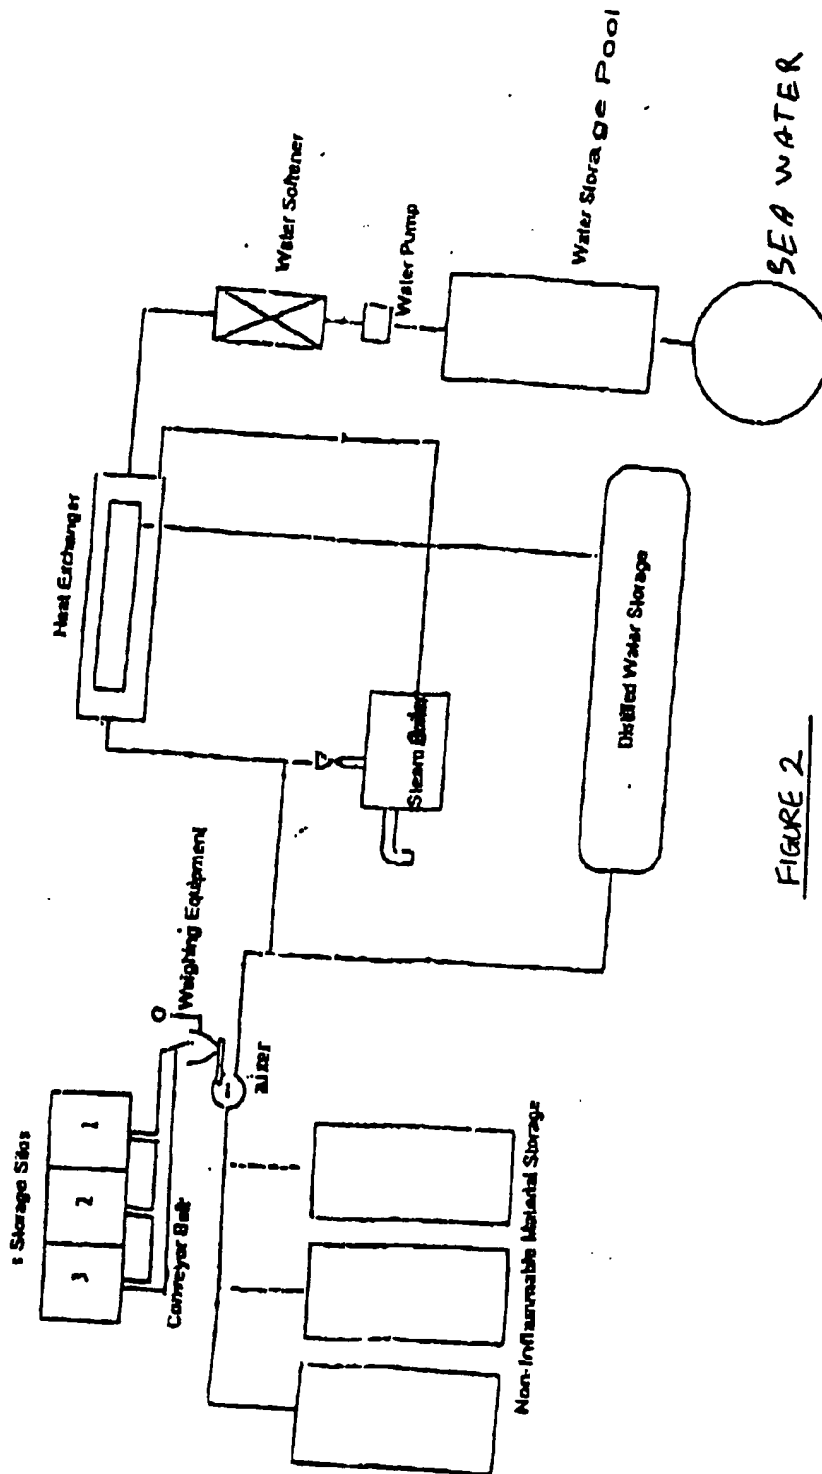 s Storage Silos
3 2 1
Conveyor Belt
Weighing Equipment
Heat Exchanger
Water Softener
Water Pump
Steam Boiler
Non-Inflammable Material Storage
Distilled Water Storage
Water Storage Pool
SEA WATER
FIGURE 2